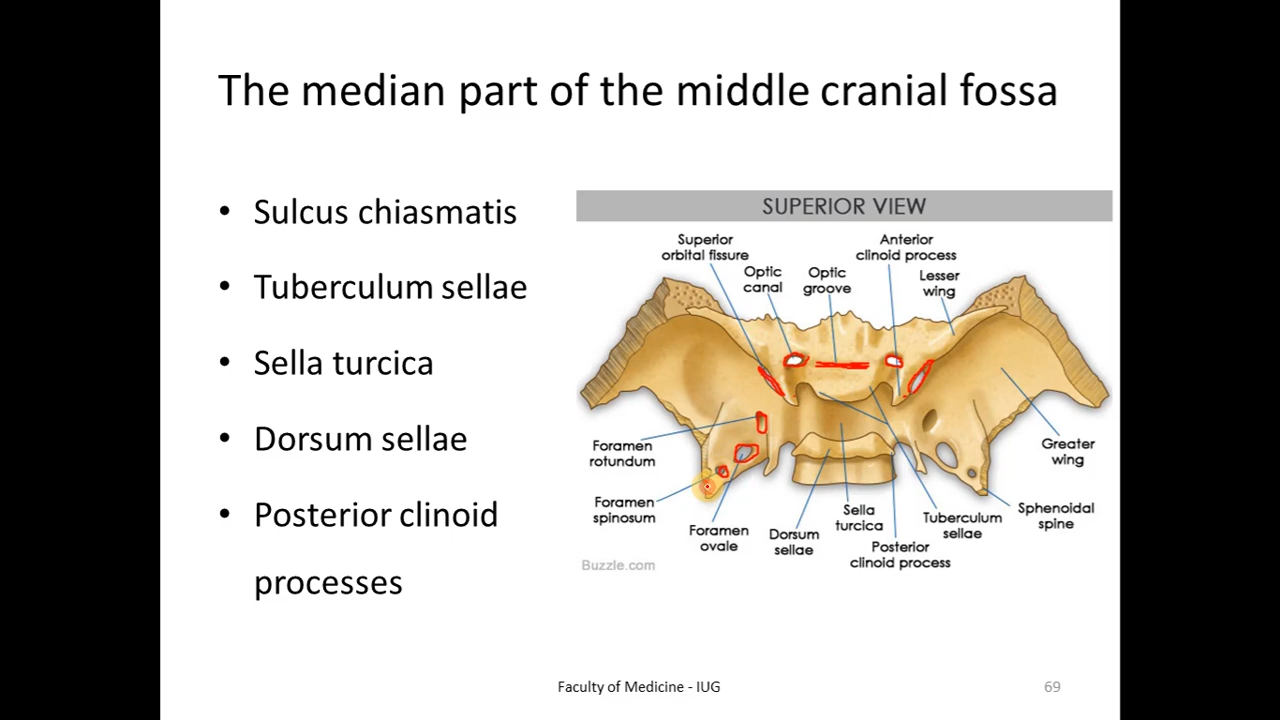 The median part of the middle cranial fossa
• Sulcus chiasmatis
• Tuberculum sellae
• Sella turcica
• Dorsum sellae
• Posterior clinoid
processes
SUPERIOR VIEW
Superior
orbital fissure
Optic
canal
Optic
groove
Anterior
clinoid process
Lesser
wing
Foramen
rotundum
Foramen
spinosum
Foramen
ovale
Dorsum
sellae
Sella
turcica
Posterior
clinoid process
Tuberculum
sellae
Sphenoidal
spine
Greater
wing
Buzzle.com
Faculty of Medicine - IUG
69